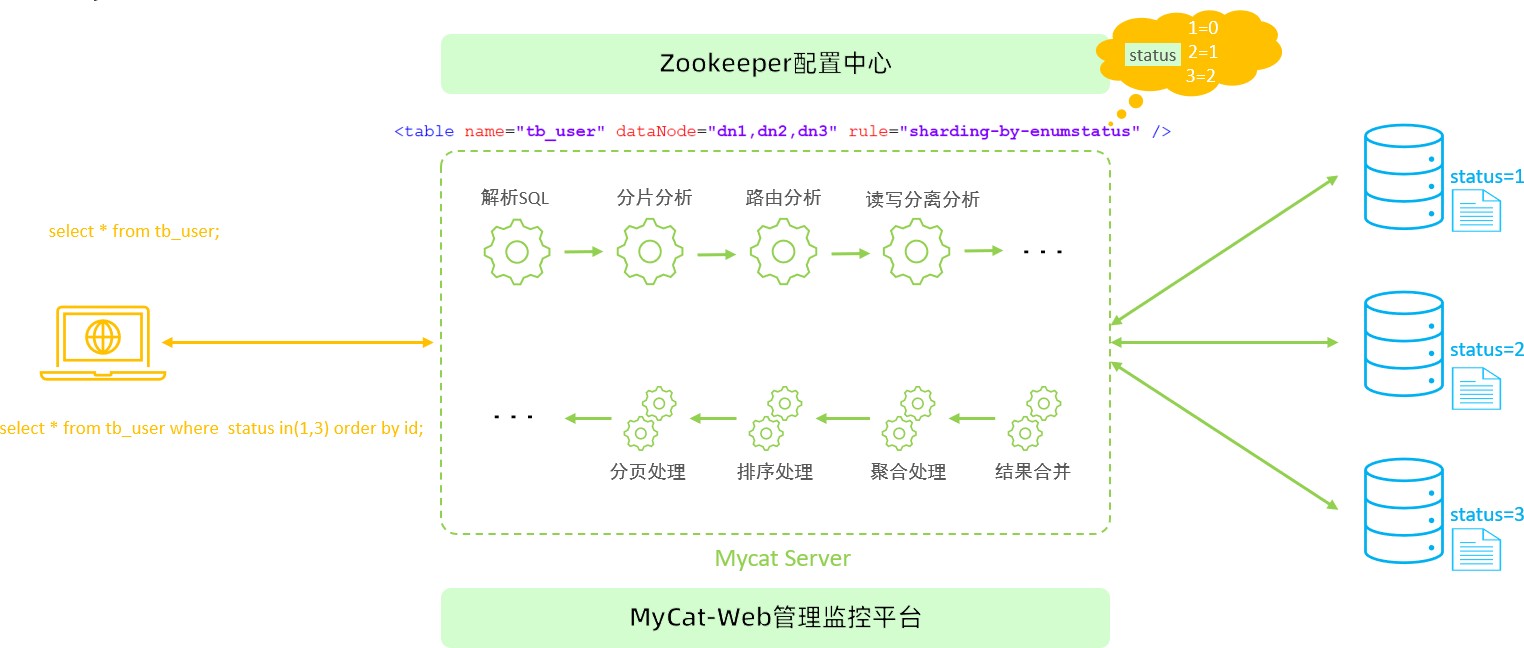 Zookeeper配置中心
status
1=0
2=1
3=2
<table name="tb_user" dataNode="dn1,dn2,dn3" rule="sharding-by-enumstatus" />
解析SQL
分片分析
路由分析
读写分离分析
. . .
select * from tb_user;
select * from tb_user where  status in(1,3) order by id;
. . .
分页处理
排序处理
聚合处理
结果合并
status=1
status=2
status=3
Mycat Server
MyCat-Web管理监控平台